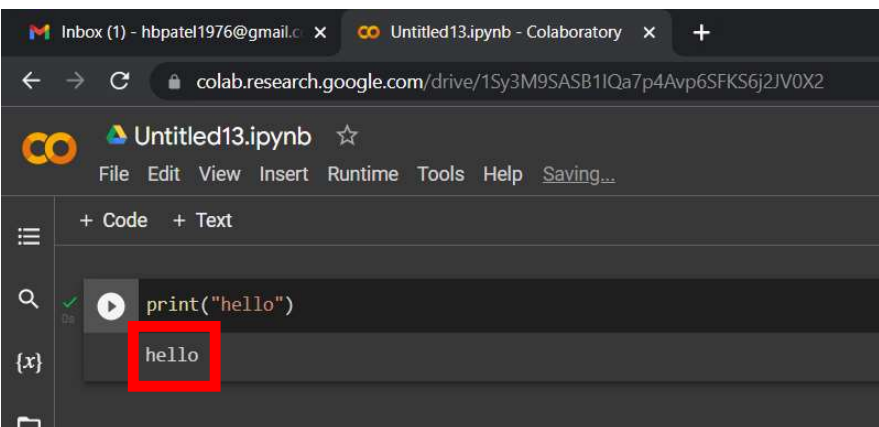 Inbox (1) - hbpatel1976@gmail.c
Untitled13.ipynb - Colaboratory
colab.research.google.com/drive/1Sy3M9SASB1IQa7p4Avp6SFKS6j2JV0X2
Untitled13.ipynb
File Edit View Insert Runtime Tools Help Saving...
+ Code + Text
print("hello")
0s
hello
{x}